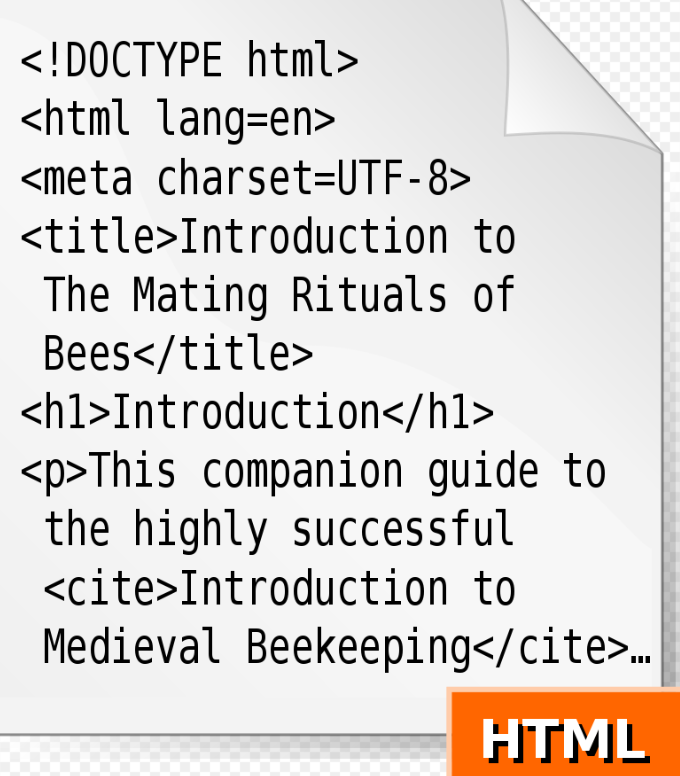 <!DOCTYPE html>
<html lang=en>
<meta charset=UTF-8>
<title>Introduction to
The Mating Rituals of
Bees</title>
<h1>Introduction</h1>
<p>This companion guide to
the highly successful
<cite>Introduction to
Medieval Beekeeping</cite>…
HTML